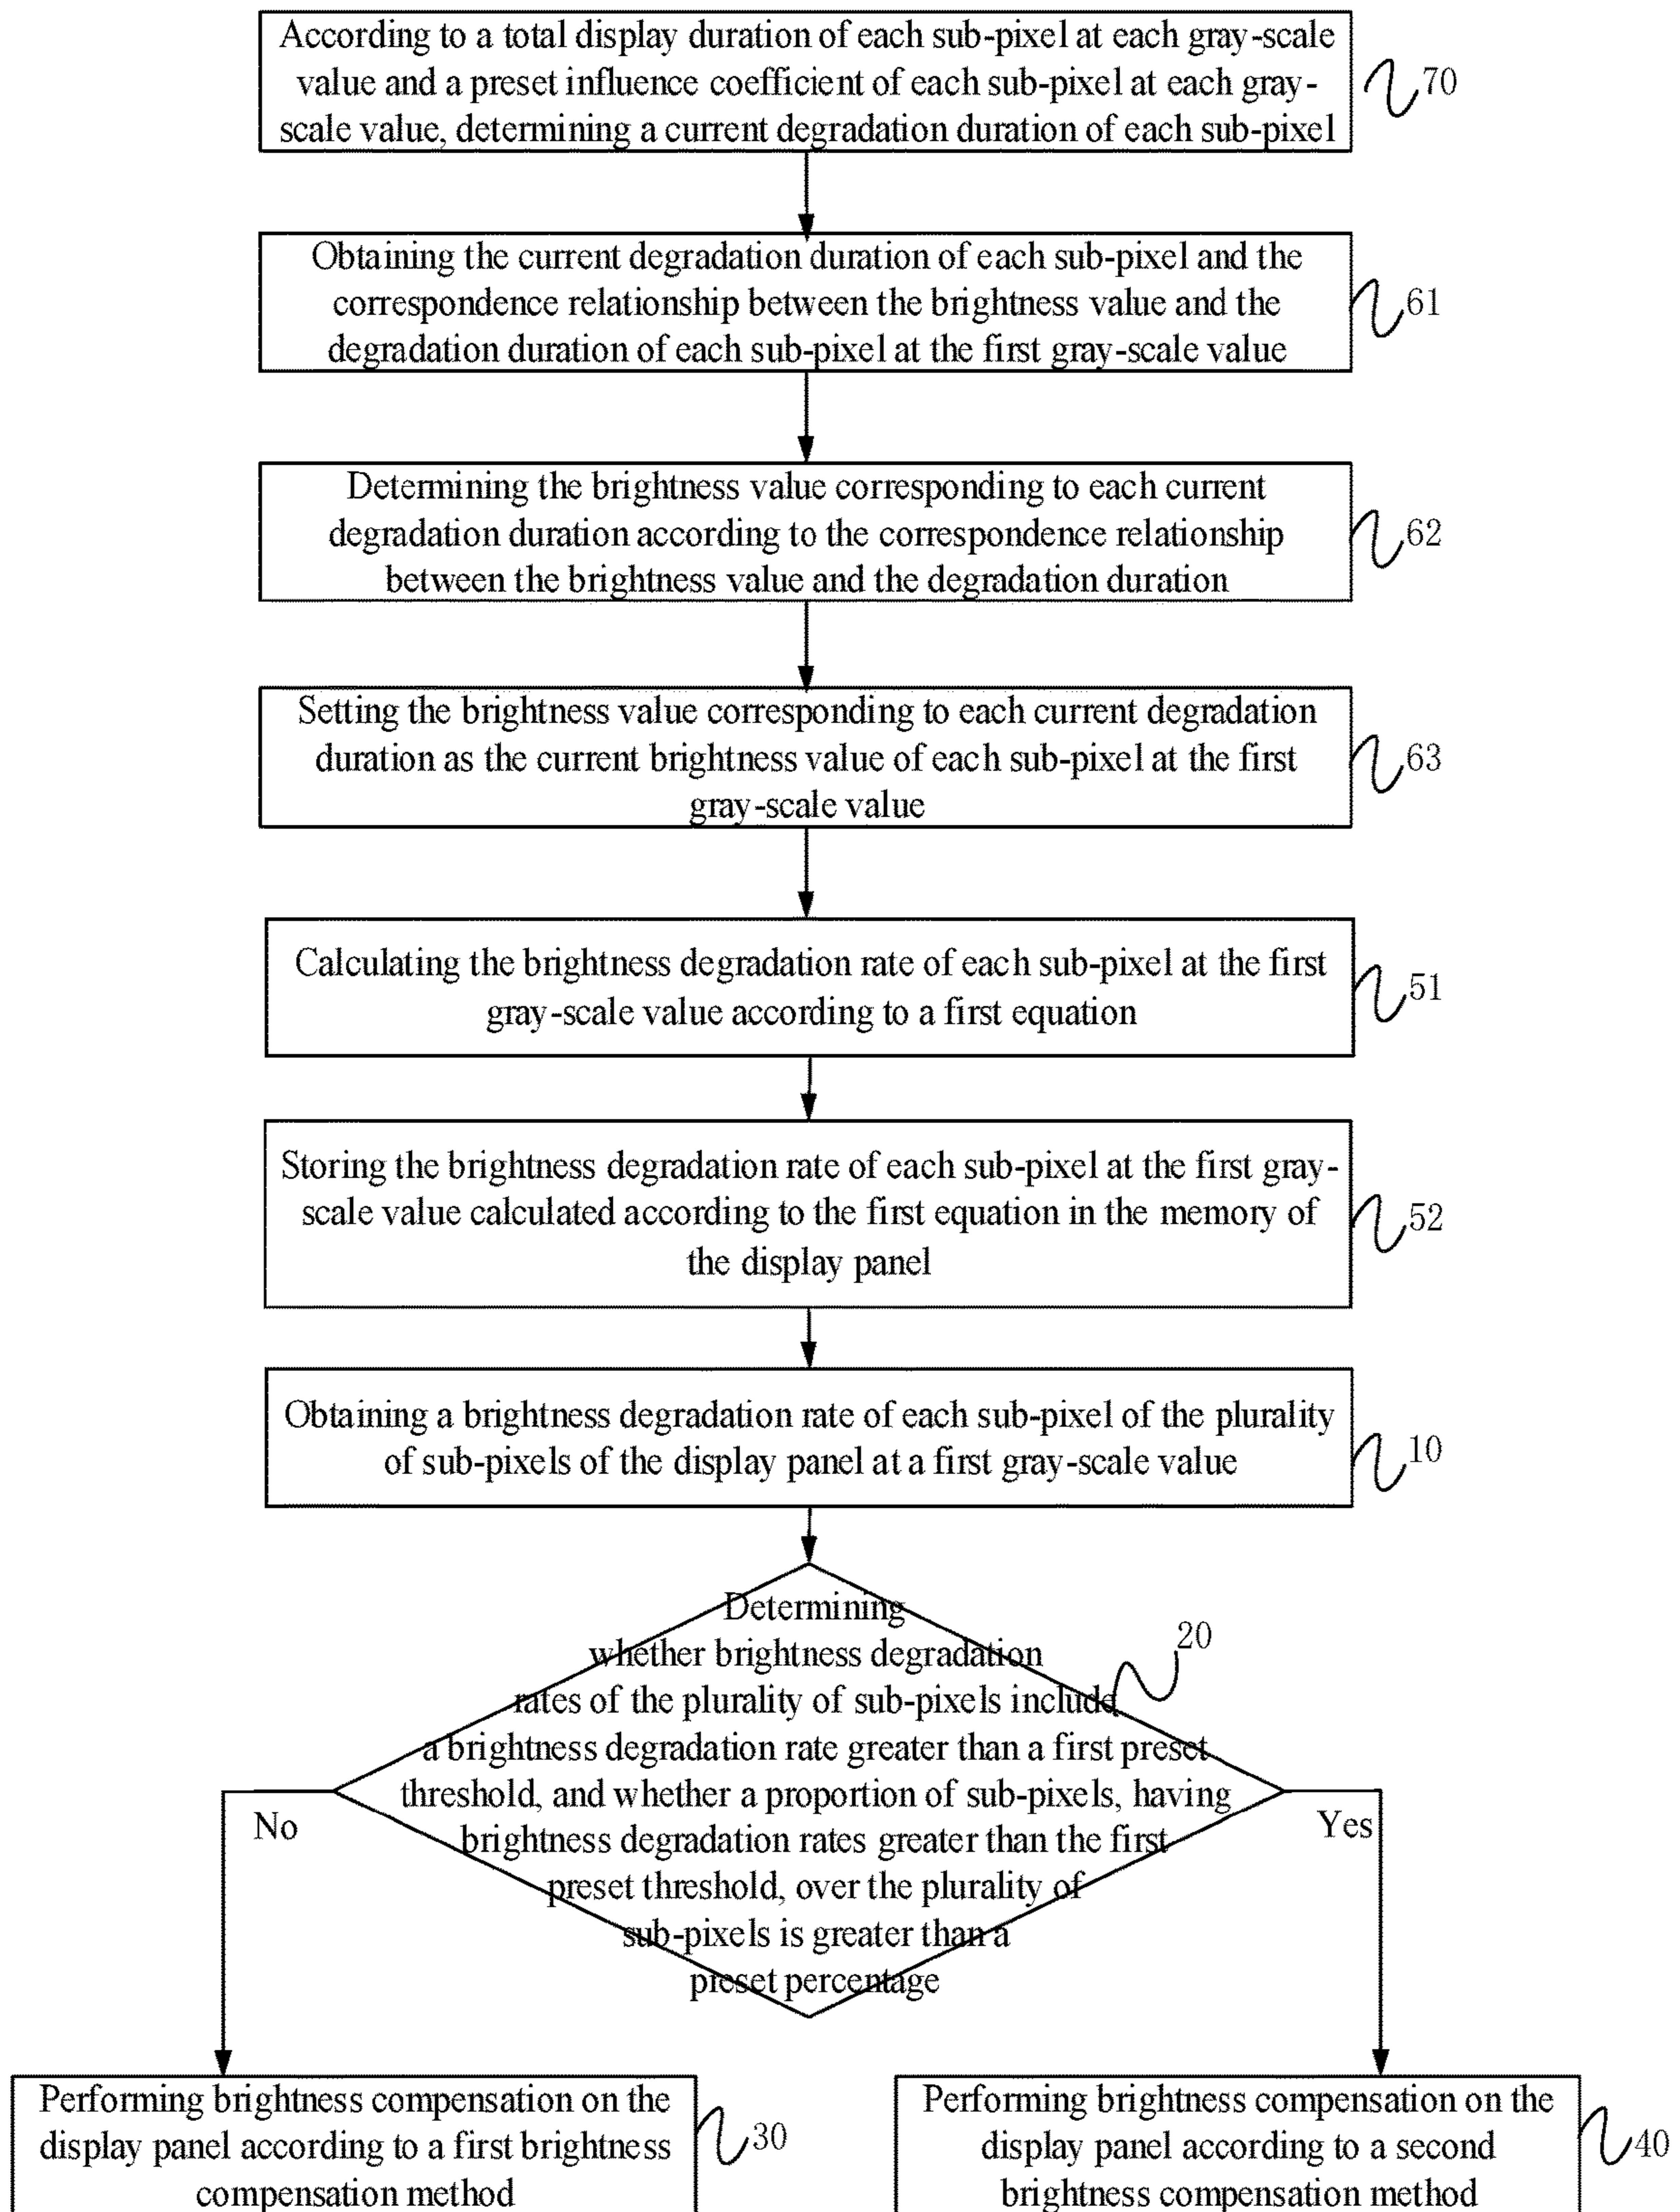 According to a total display duration of each sub-pixel at each gray-scale
value and a preset influence coefficient of each sub-pixel at each gray-
scale value, determining a current degradation duration of each sub-pixel
70
Obtaining the current degradation duration of each sub-pixel and the
correspondence relationship between the brightness value and the
degradation duration of each sub-pixel at the first gray-scale value
61
Determining the brightness value corresponding to each current
degradation duration according to the correspondence relationship
between the brightness value and the degradation duration
62
Setting the brightness value corresponding to each current degradation
duration as the current brightness value of each sub-pixel at the first
gray-scale value
63
Calculating the brightness degradation rate of each sub-pixel at the first
gray-scale value according to a first equation
51
Storing the brightness degradation rate of each sub-pixel at the first gray-
scale value calculated according to the first equation in the memory of
the display panel
52
Obtaining a brightness degradation rate of each sub-pixel of the plurality
of sub-pixels of the display panel at a first gray-scale value
10
Determining
whether brightness degradation
rates of the plurality of sub-pixels include
a brightness degradation rate greater than a first preset
threshold, and whether a proportion of sub-pixels, having
brightness degradation rates greater than the first
preset threshold, over the plurality of
sub-pixels is greater than a
preset percentage
20
No
Yes
Performing brightness compensation on the
display panel according to a first brightness
compensation method
30
Performing brightness compensation on the
display panel according to a second
brightness compensation method
40